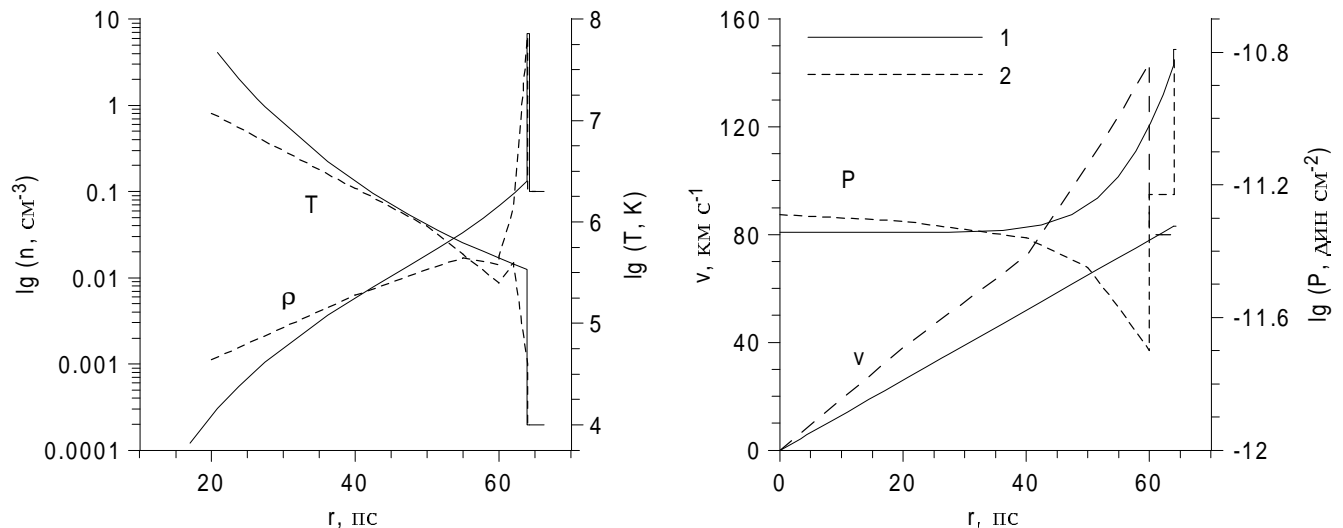 10
1
0.1
0.01
0.001
0.0001
lg (n, см⁻³)
20
40
60
r, пс
8
7
6
5
4
lg (T, K)
T
ρ
160
120
80
40
0
v, км с⁻¹
0
20
40
60
r, пс
-10.8
-11.2
-11.6
-12
lg (P, дин см⁻²)
1
2
P
v